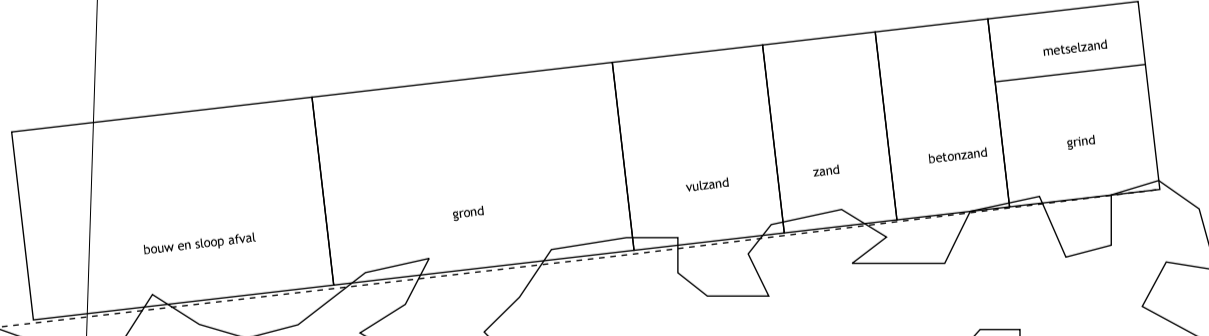 bouw en sloop afval
grond
vulzand
zand
betonzand
metselzand
grind